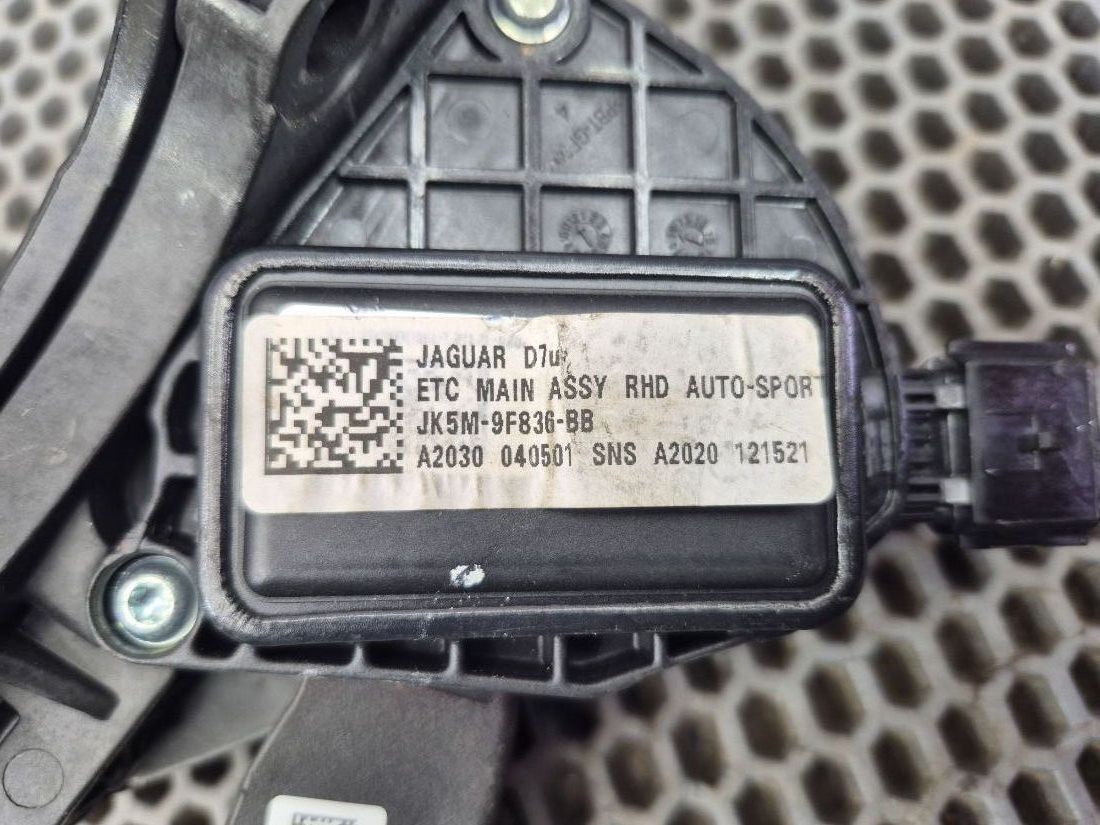 JAGUAR D7u
ETC MAIN ASSY RHD AUTO-SPORT
JK5M-9F836-BB
A2030 040501 SNS A2020 121521